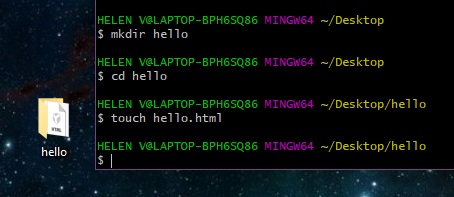 HELEN V@LAPTOP-BPH6SQ86 MINGW64 ~/Desktop
$ mkdir hello
HELEN V@LAPTOP-BPH6SQ86 MINGW64 ~/Desktop
$ cd hello
HELEN V@LAPTOP-BPH6SQ86 MINGW64 ~/Desktop/hello
$ touch hello.html
HELEN V@LAPTOP-BPH6SQ86 MINGW64 ~/Desktop/hello
$
HTML
hello